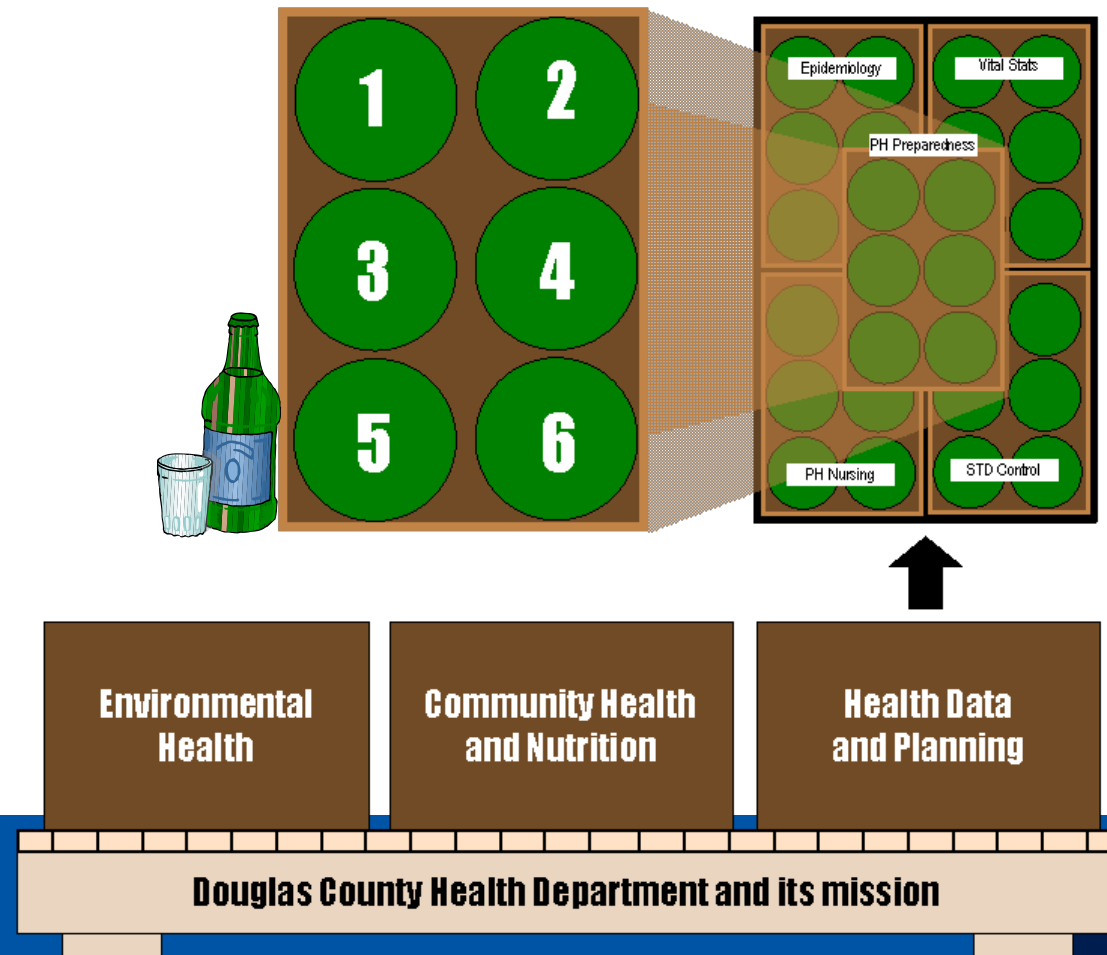 1
2
3
4
5
6
Epidemiology
Vital Stats
PH Preparedness
PH Nursing
STD Control
Environmental
Health
Community Health
and Nutrition
Health Data
and Planning
Douglas County Health Department and its mission